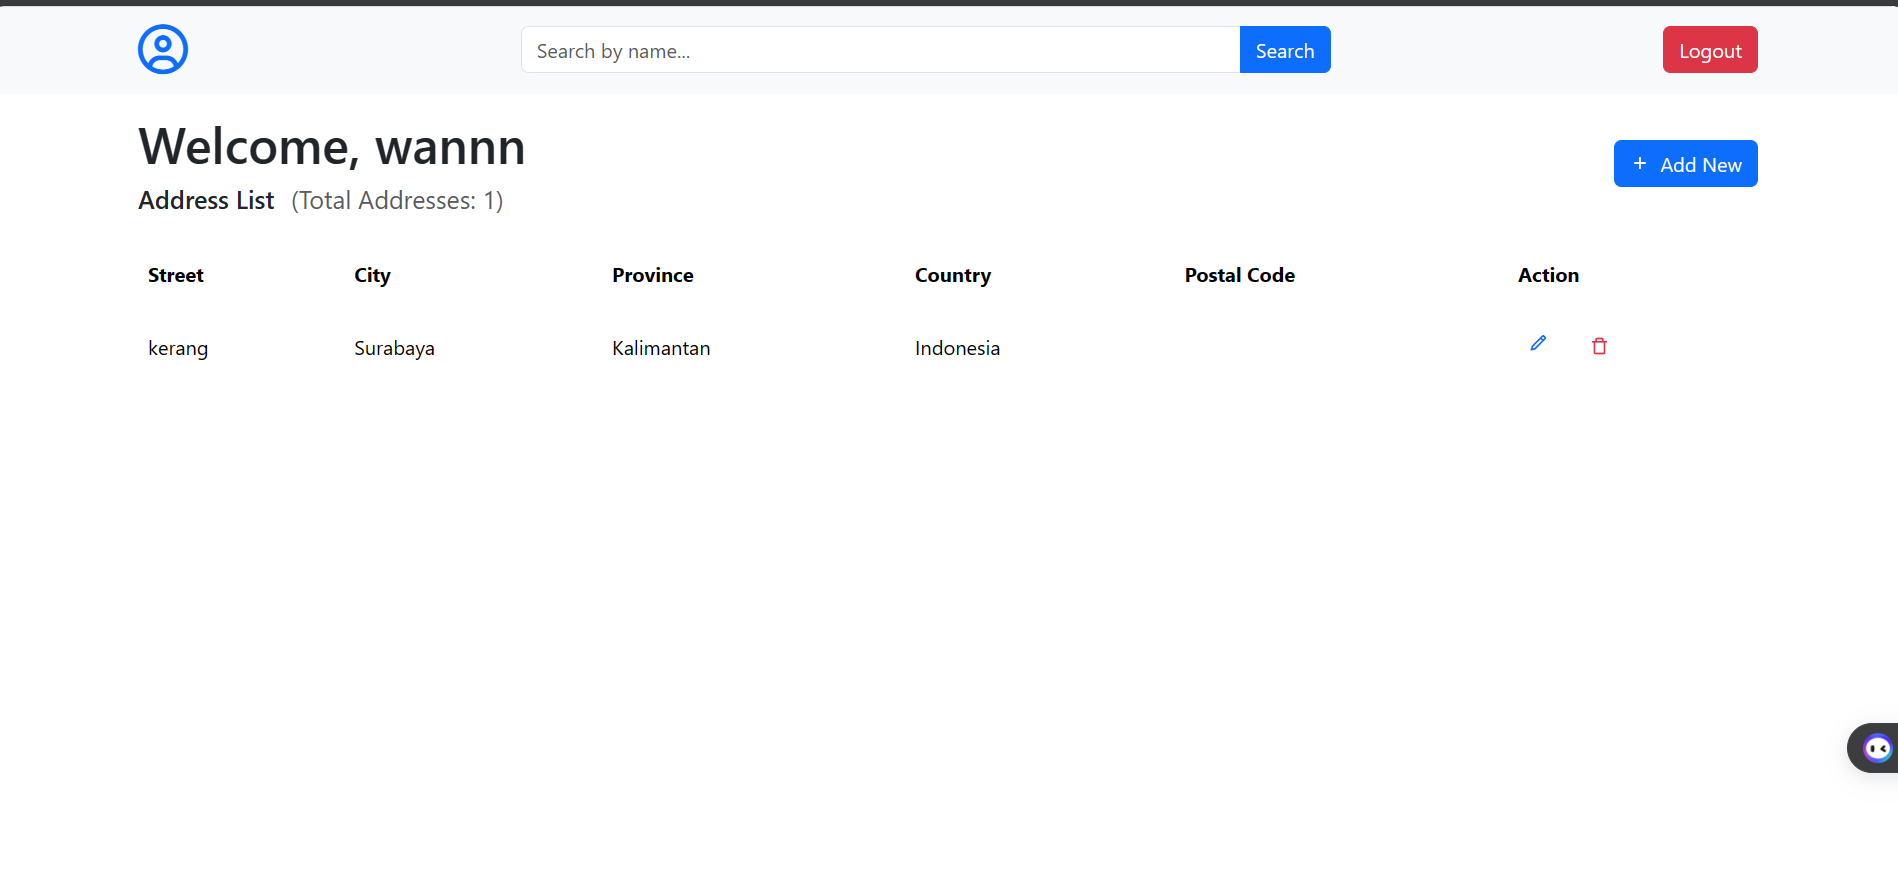 Search by name...
Search
Logout
Welcome, wannn
+ Add New
Address List (Total Addresses: 1)
Street City Province Country Postal Code Action
kerang Surabaya Kalimantan Indonesia